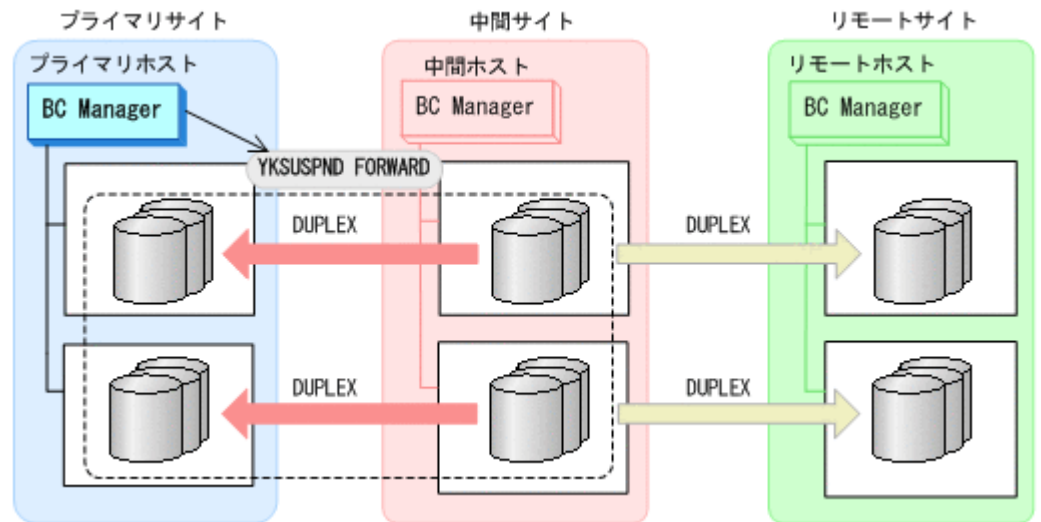 プライマリサイト
中間サイト
リモートサイト
プライマリホスト
中間ホスト
リモートホスト
BC Manager
BC Manager
BC Manager
YKSUSPND FORWARD
DUPLEX
DUPLEX
DUPLEX
DUPLEX